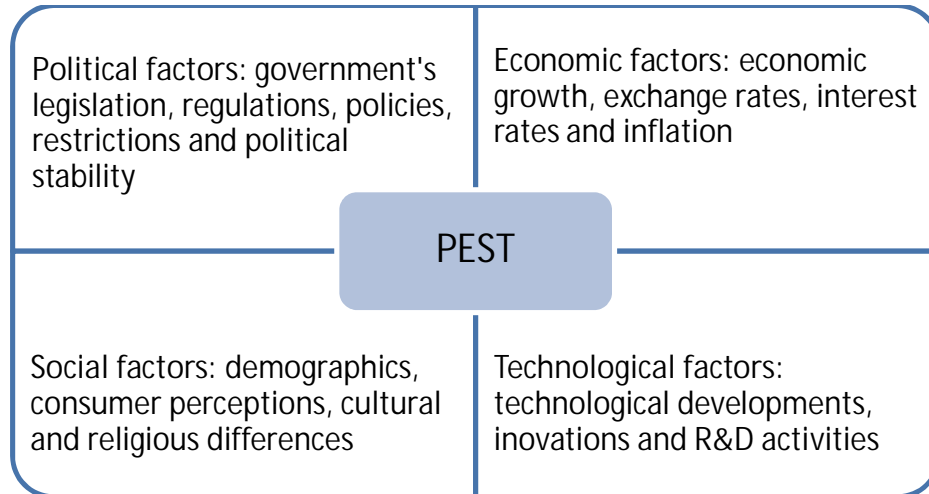 Political factors: government's
legislation, regulations, policies,
restrictions and political
stability
Economic factors: economic
growth, exchange rates, interest
rates and inflation
PEST
Social factors: demographics,
consumer perceptions, cultural
and religious differences
Technological factors:
technological developments,
inovations and R&D activities